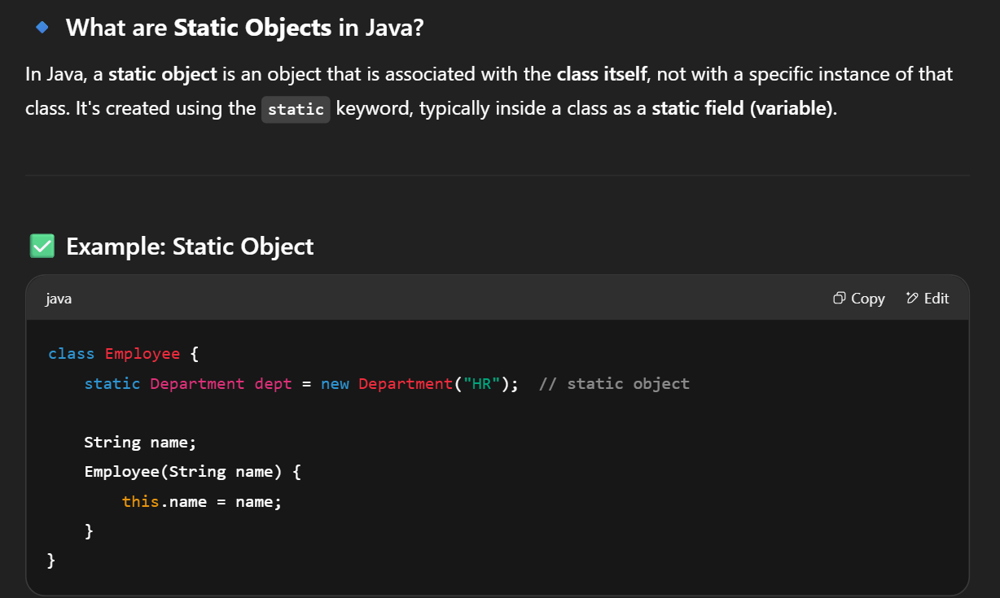 What are Static Objects in Java?
In Java, a static object is an object that is associated with the class itself, not with a specific instance of that
class. It's created using the static keyword, typically inside a class as a static field (variable).
Example: Static Object
java Copy Edit
class Employee {
    static Department dept = new Department("HR");  // static object
    String name;
    Employee(String name) {
        this.name = name;
    }
}